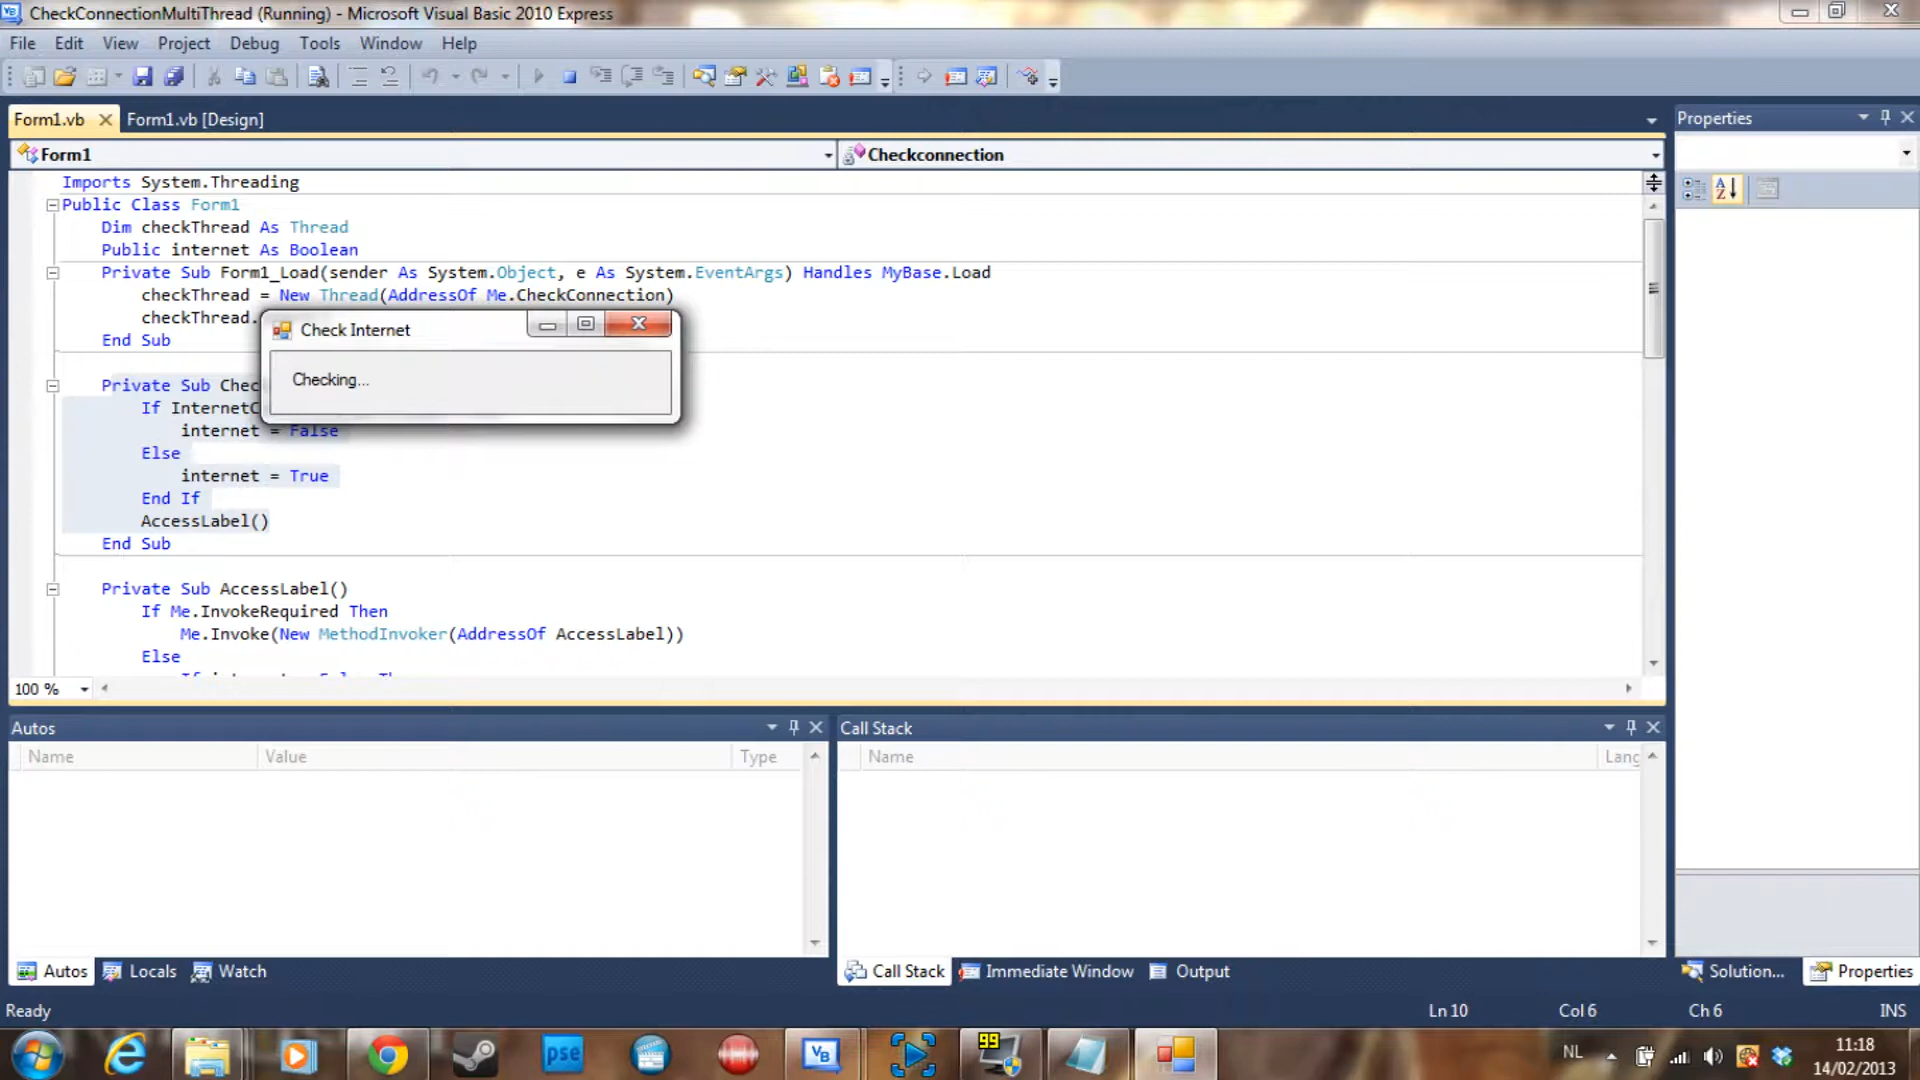 CheckConnectionMultiThread (Running) - Microsoft Visual Basic 2010 Express
File Edit View Project Debug Tools Window Help
Form1.vb Form1.vb [Design]
Properties
Form1
Checkconnection
Imports System.Threading
Public Class Form1
Dim checkThread As Thread
Public internet As Boolean
Private Sub Form1_Load(sender As System.Object, e As System.EventArgs) Handles MyBase.Load
checkThread = New Thread(AddressOf Me.CheckConnection)
checkThread.
End Sub
Check Internet
Checking...
Private Sub Chec
If InternetC
internet = False
Else
internet = True
End If
AccessLabel()
End Sub
Private Sub AccessLabel()
If Me.InvokeRequired Then
Me.Invoke(New MethodInvoker(AddressOf AccessLabel))
Else
100 %
Autos
Name Value Type
Call Stack
Name Lang
Autos Locals Watch
Call Stack Immediate Window Output
Solution... Properties
Ready
Ln 10 Col 6 Ch 6 INS
pse
VB
99
NL
11:18
14/02/2013